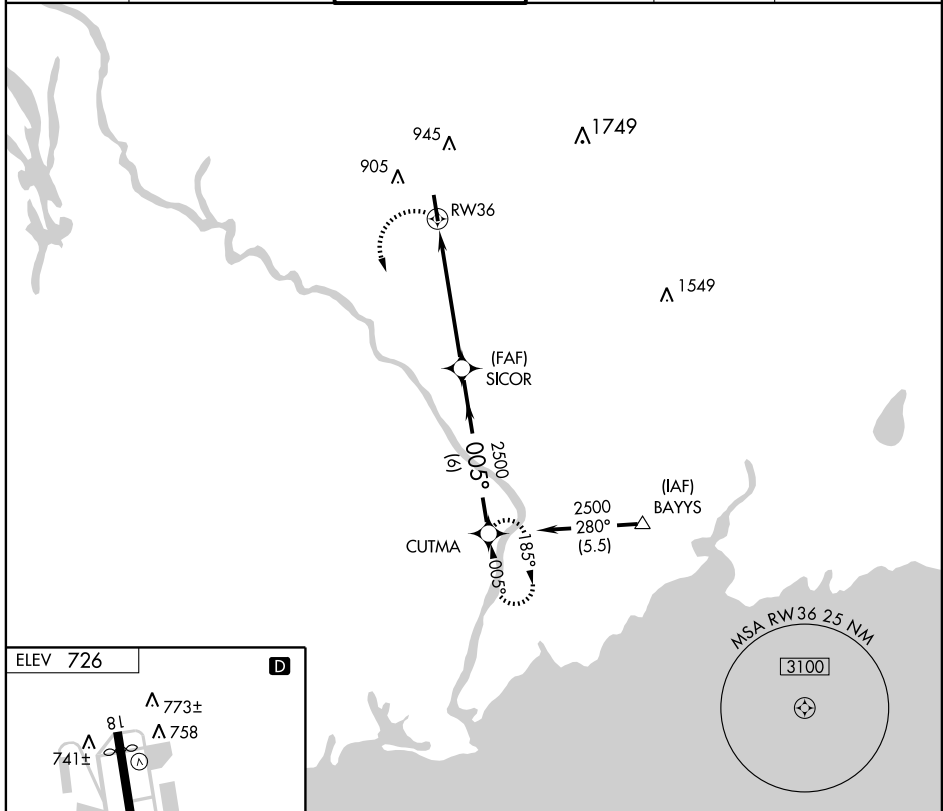 945
1749
905
RW36
1549
(FAF)
SICOR
2500
005°
(6)
(IAF)
BAYYS
2500
280°
(5.5)
CUTMA
185°
005°
MSA RW36 25 NM
3100
ELEV 726
D
773±
18
758
741±